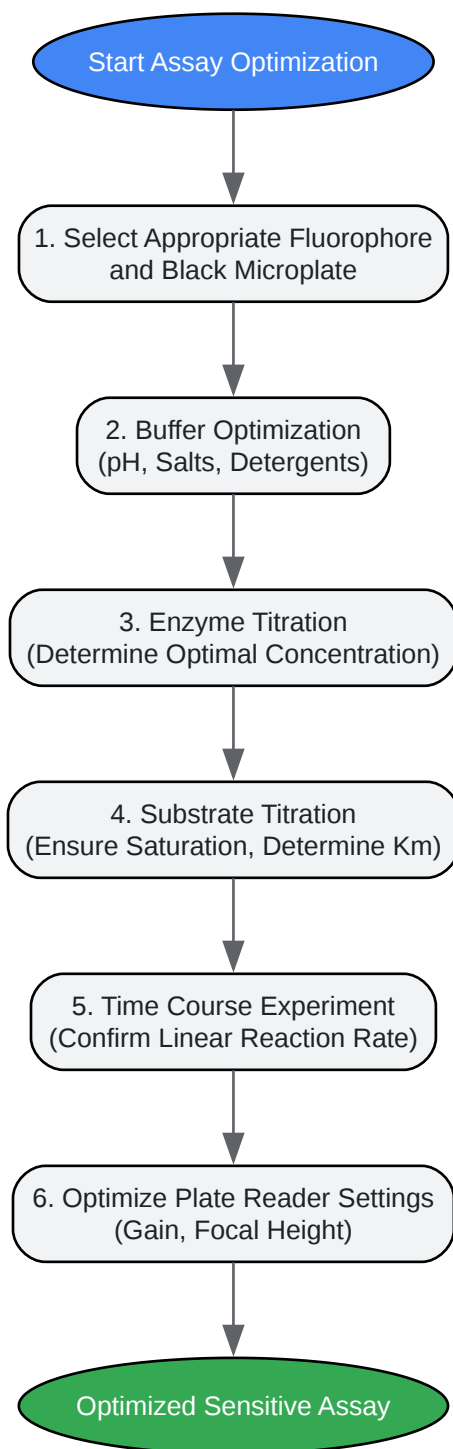 Start Assay Optimization
1. Select Appropriate Fluorophore
and Black Microplate
2. Buffer Optimization
(pH, Salts, Detergents)
3. Enzyme Titration
(Determine Optimal Concentration)
4. Substrate Titration
(Ensure Saturation, Determine Km)
5. Time Course Experiment
(Confirm Linear Reaction Rate)
6. Optimize Plate Reader Settings
(Gain, Focal Height)
Optimized Sensitive Assay